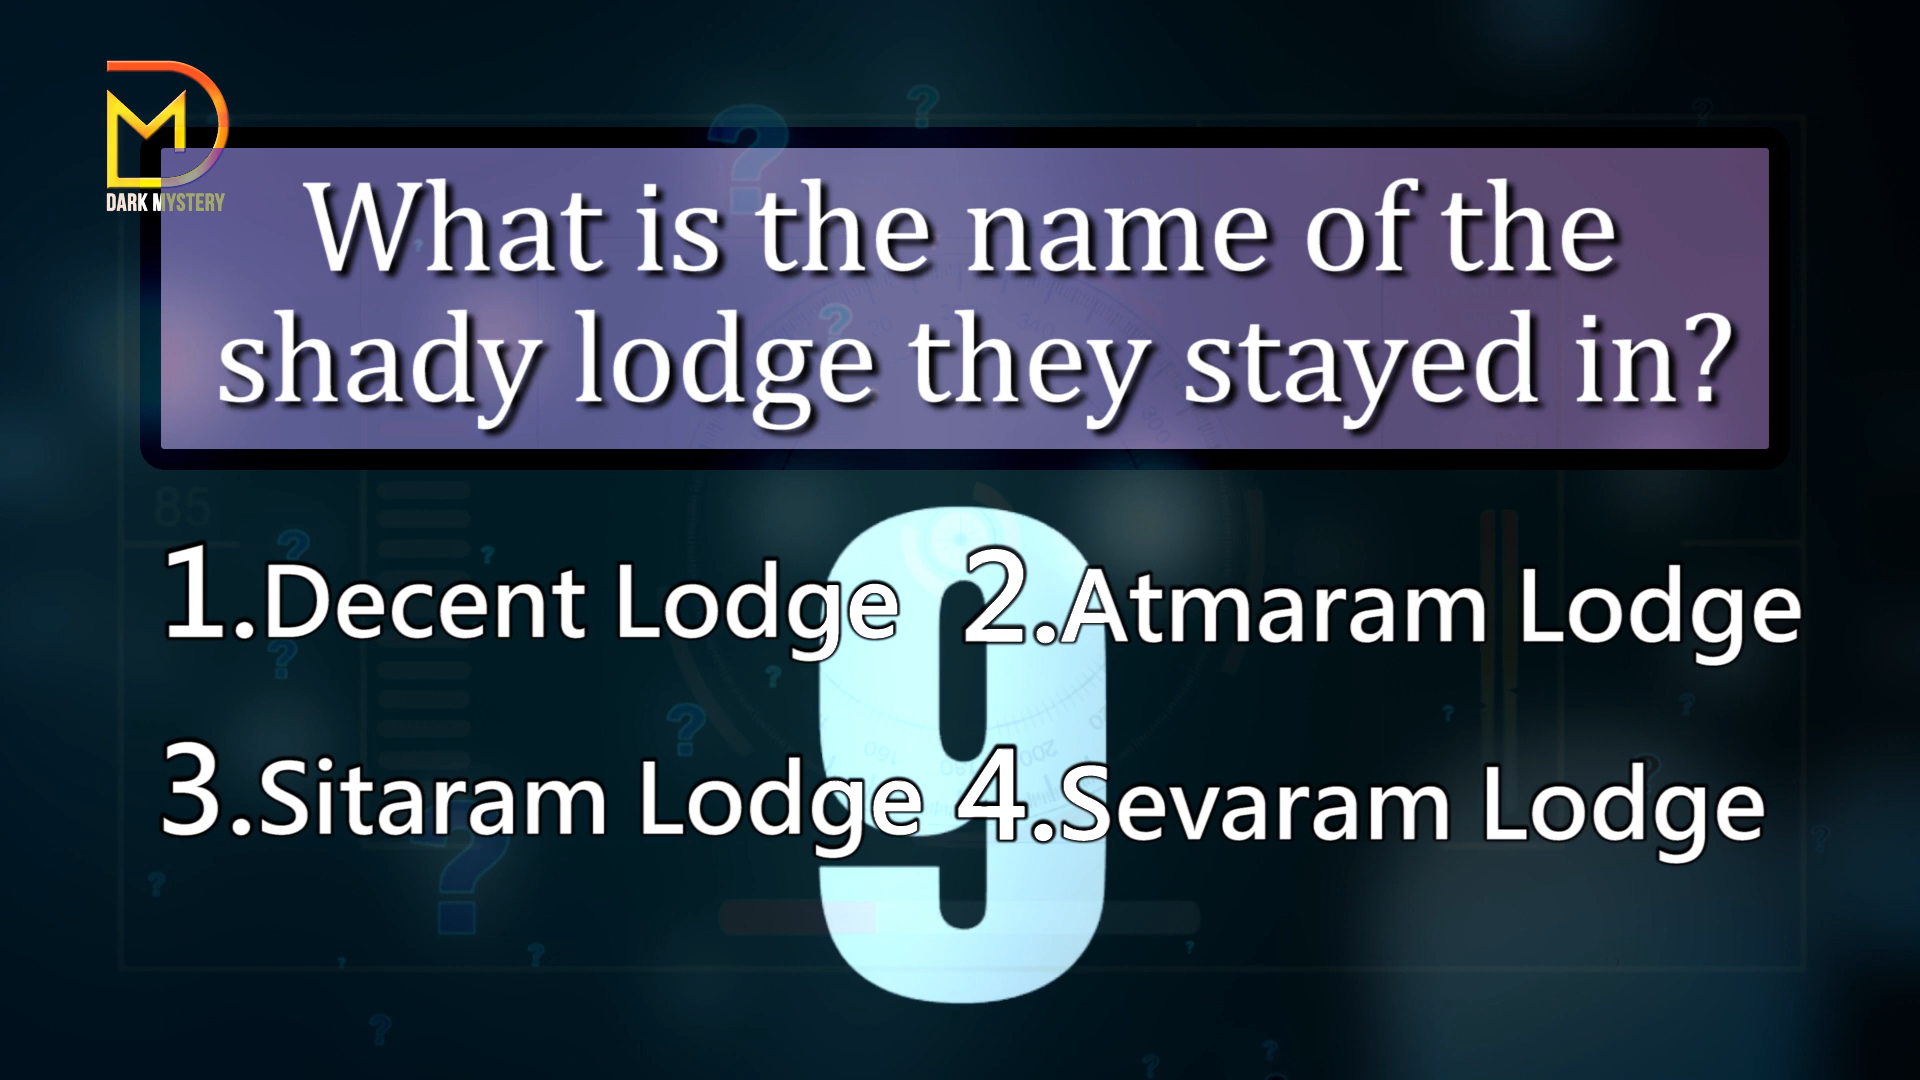 DARK MYSTERY
What is the name of the
shady lodge they stayed in?
85
9
1.Decent Lodge 2.Atmaram Lodge
3.Sitaram Lodge 4.Sevaram Lodge